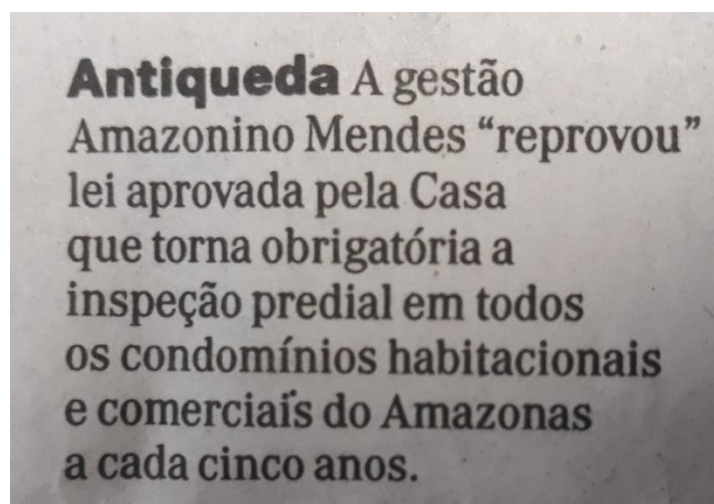 Antiqueda A gestão
Amazonino Mendes “reprovou”
lei aprovada pela Casa
que torna obrigatória a
inspeção predial em todos
os condomínios habitacionais
e comerciais do Amazonas
a cada cinco anos.